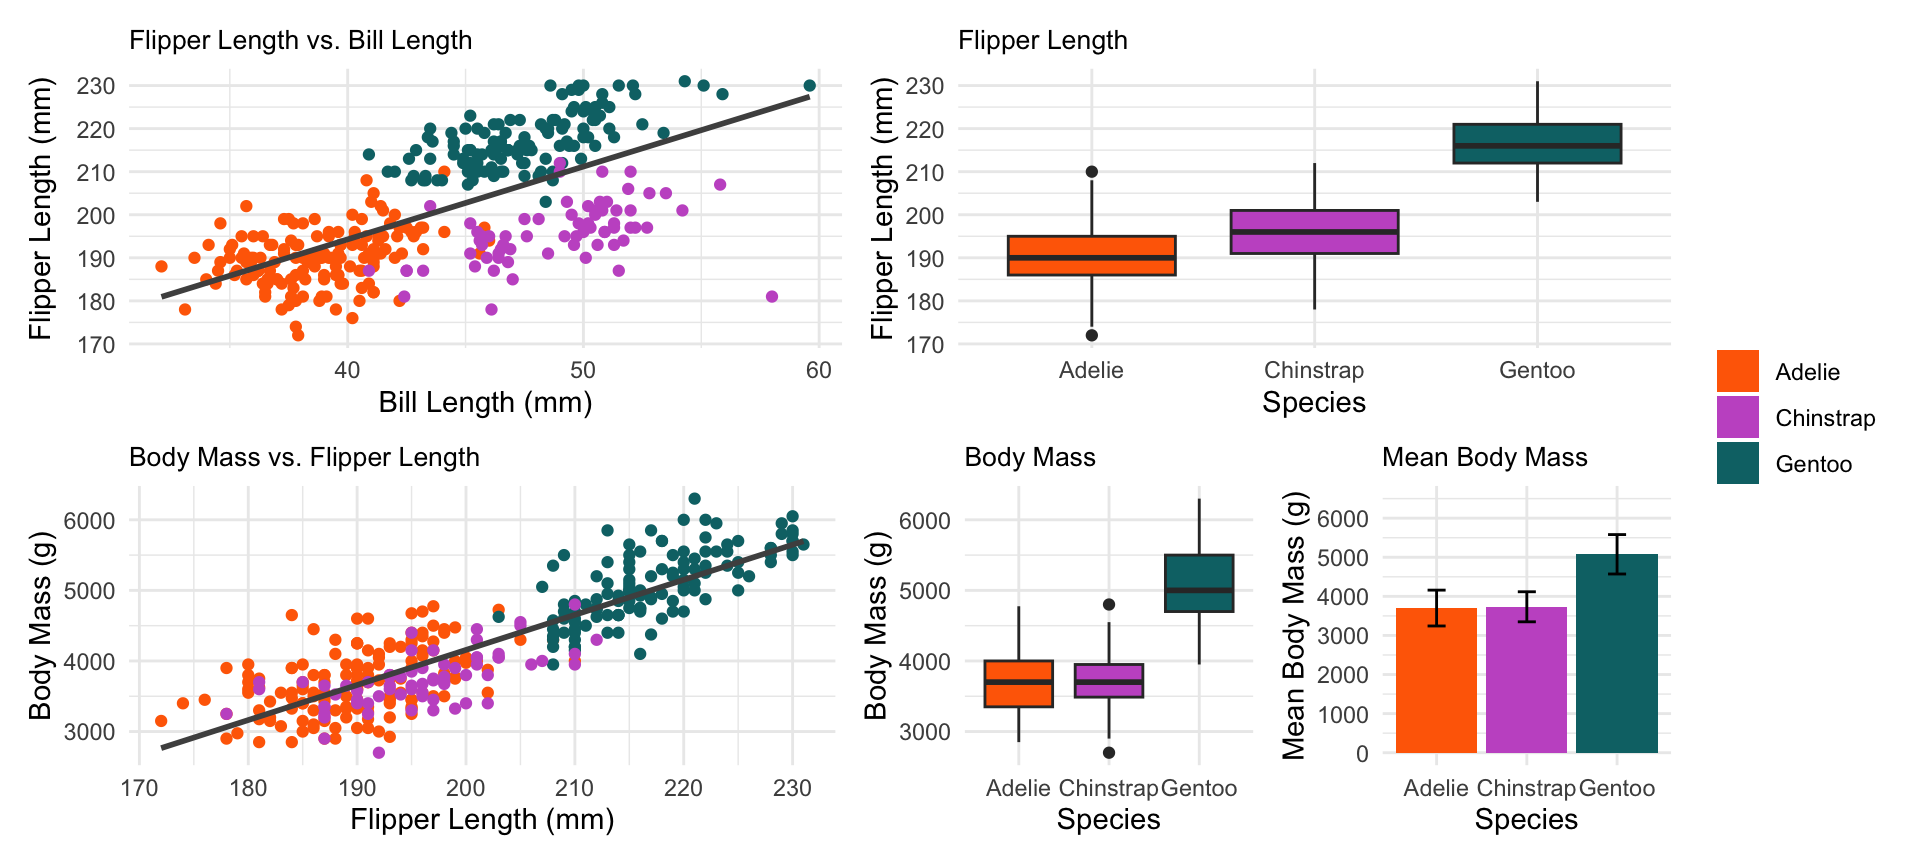 Flipper Length vs. Bill Length
Flipper Length (mm)
230
220
210
200
190
180
170
40 50 60
Bill Length (mm)
Flipper Length
Flipper Length (mm)
230
220
210
200
190
180
170
Adelie Chinstrap Gentoo
Species
Adelie
Chinstrap
Gentoo
Body Mass vs. Flipper Length
Body Mass (g)
6000
5000
4000
3000
170 180 190 200 210 220 230
Flipper Length (mm)
Body Mass
Body Mass (g)
6000
5000
4000
3000
Adelie Chinstrap Gentoo
Species
Mean Body Mass
Mean Body Mass (g)
6000
5000
4000
3000
2000
1000
0
Adelie Chinstrap Gentoo
Species